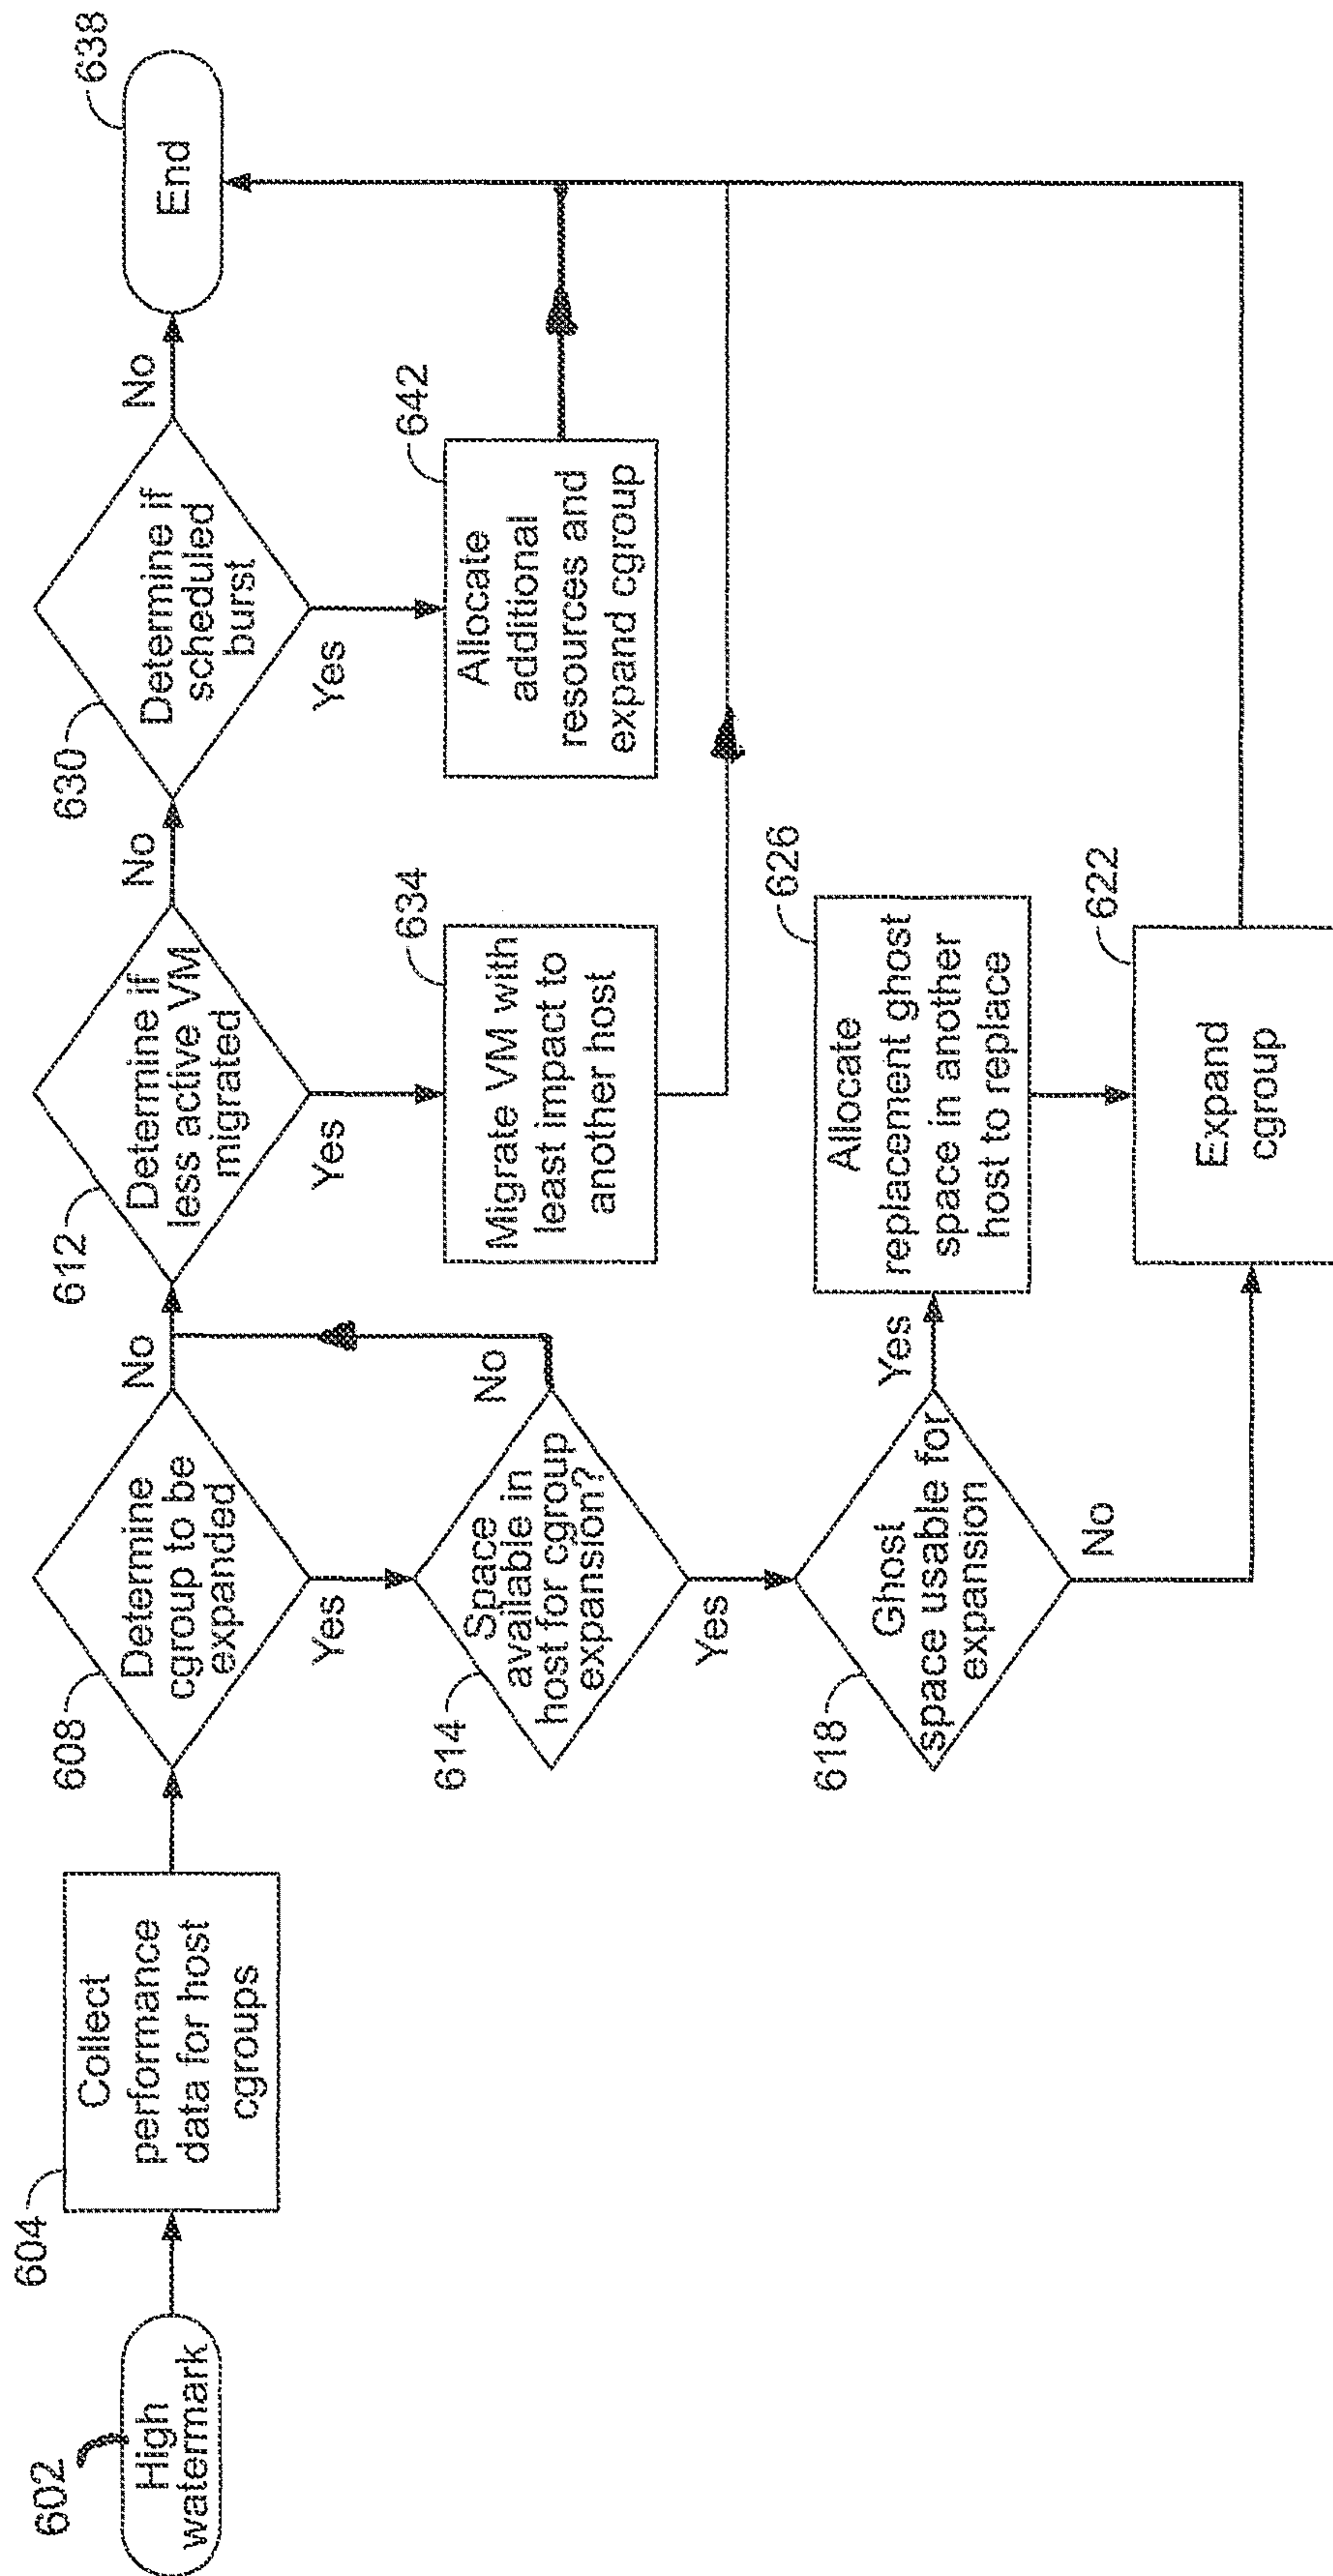 602
High
watermark
604
Collect
performance
data for host
cgroups
608
Determine
cgroup to be
expanded
No
Yes
612
Determine if
less active VM
migrated
No
Yes
630
Determine if
scheduled
burst
No
Yes
638
End
614
Space
available in
host for cgroup
expansion?
No
Yes
634
Migrate VM with
least impact to
another host
642
Allocate
additional
resources and
expand cgroup
618
Ghost
space usable for
expansion
Yes
No
626
Allocate
replacement ghost
space in another
host to replace
622
Expand
cgroup